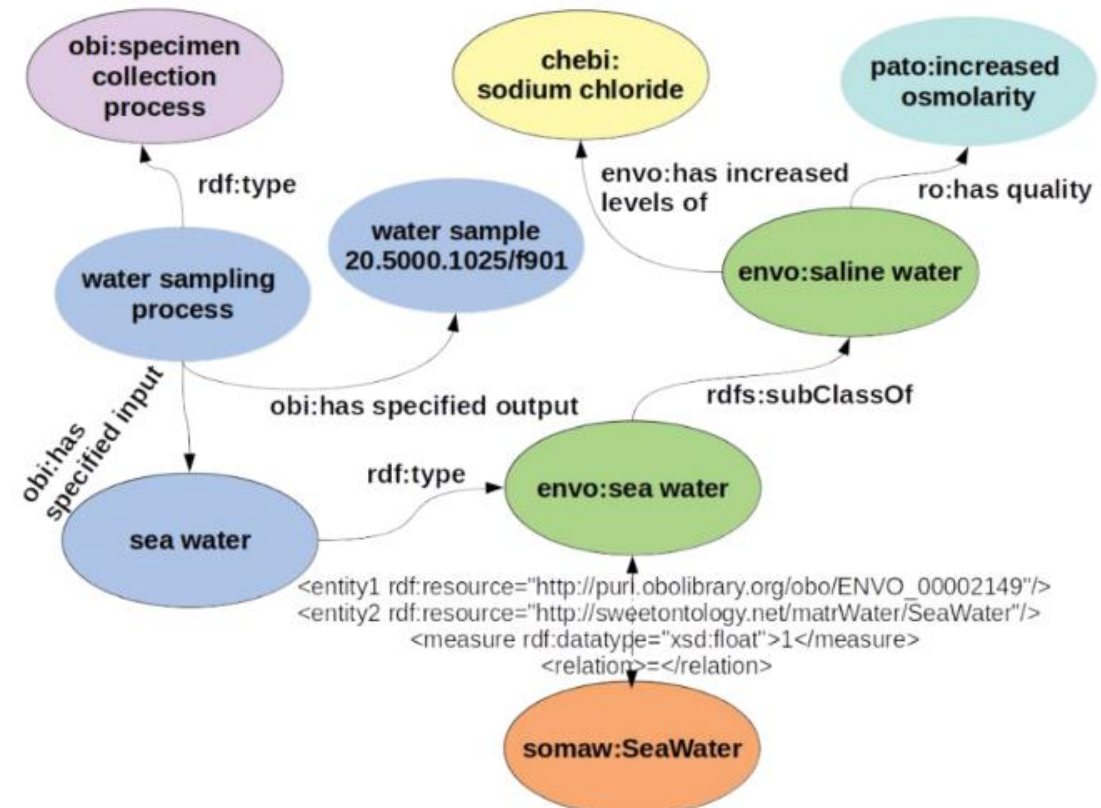 obi:specimen
collection
process
chebi:
sodium chloride
pato:increased
osmolarity
rdf:type
envo:has increased
levels of
ro:has quality
water sample
20.5000.1025/f901
water sampling
process
envo:saline water
obi:has
specified input
obi:has specified output
rdfs:subClassOf
rdf:type
envo:sea water
sea water
<entity1 rdf:resource="http://purl.obolibrary.org/obo/ENVO_00002149"/>
<entity2 rdf:resource="http://sweetontology.net/matrWater/SeaWater"/>
<measure rdf:datatype="xsd:float">1</measure>
<relation>=</relation>
somaw:SeaWater